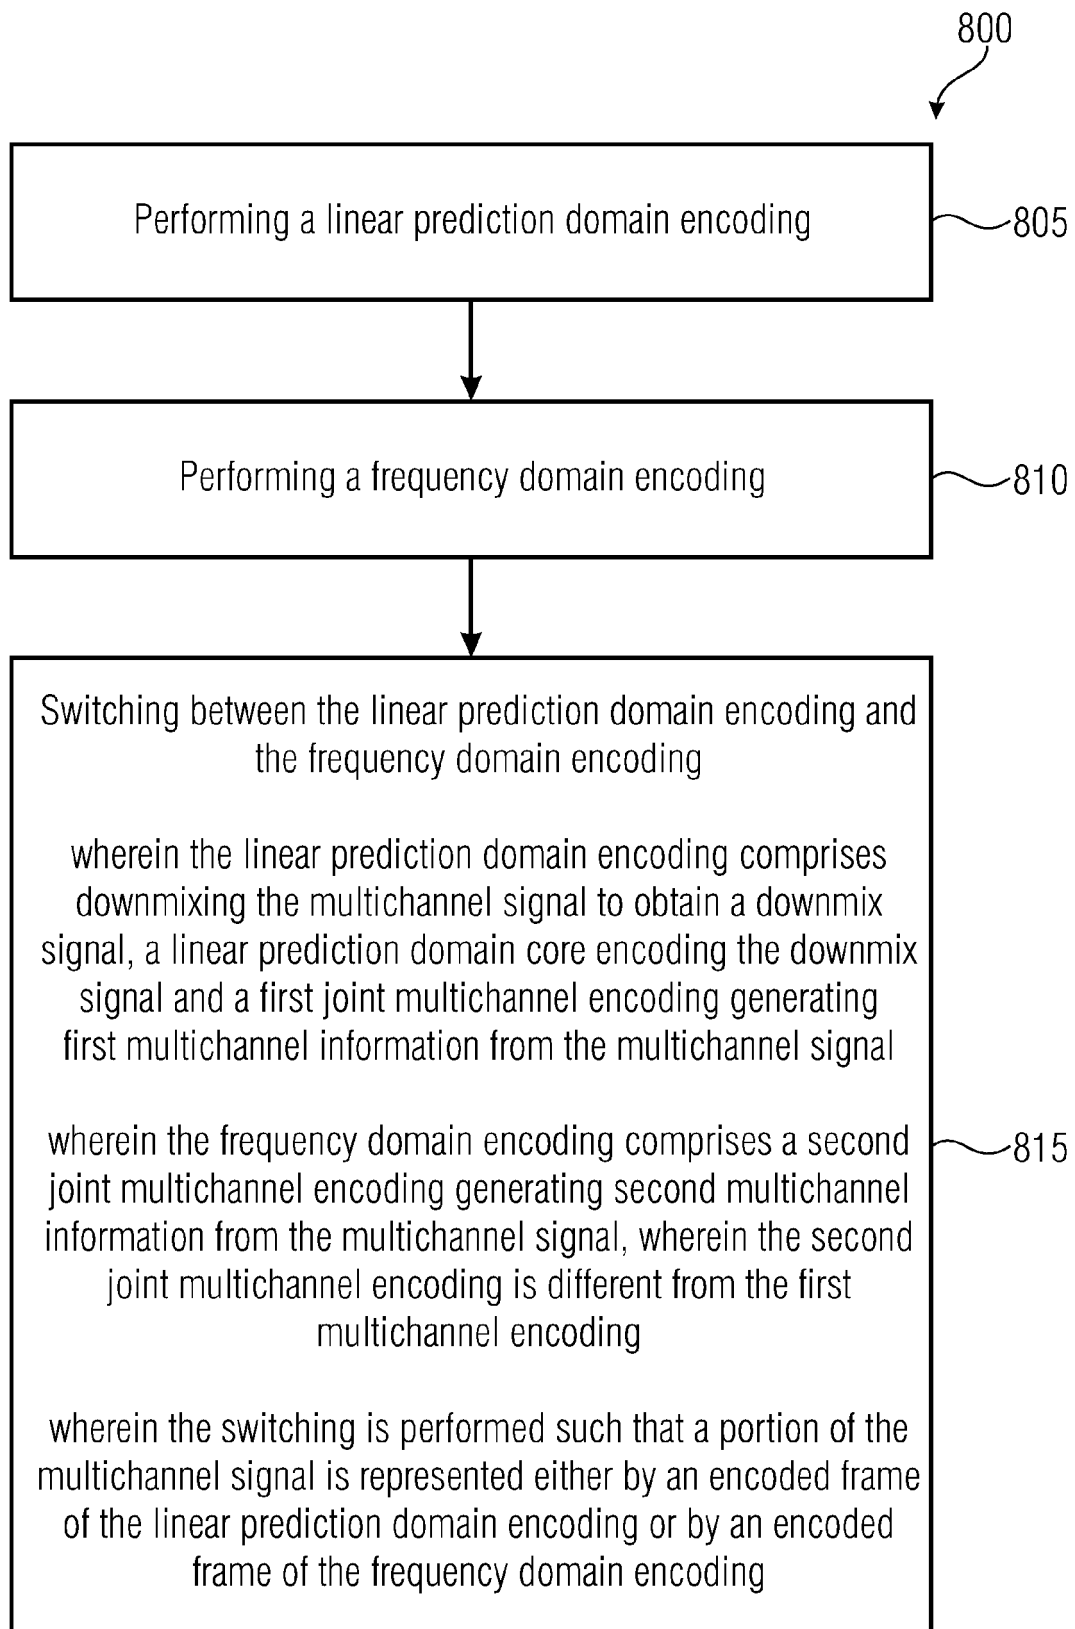 800
Performing a linear prediction domain encoding
805
Performing a frequency domain encoding
810
Switching between the linear prediction domain encoding and
the frequency domain encoding
wherein the linear prediction domain encoding comprises
downmixing the multichannel signal to obtain a downmix
signal, a linear prediction domain core encoding the downmix
signal and a first joint multichannel encoding generating
first multichannel information from the multichannel signal
wherein the frequency domain encoding comprises a second
joint multichannel encoding generating second multichannel
information from the multichannel signal, wherein the second
joint multichannel encoding is different from the first
multichannel encoding
815
wherein the switching is performed such that a portion of the
multichannel signal is represented either by an encoded frame
of the linear prediction domain encoding or by an encoded
frame of the frequency domain encoding